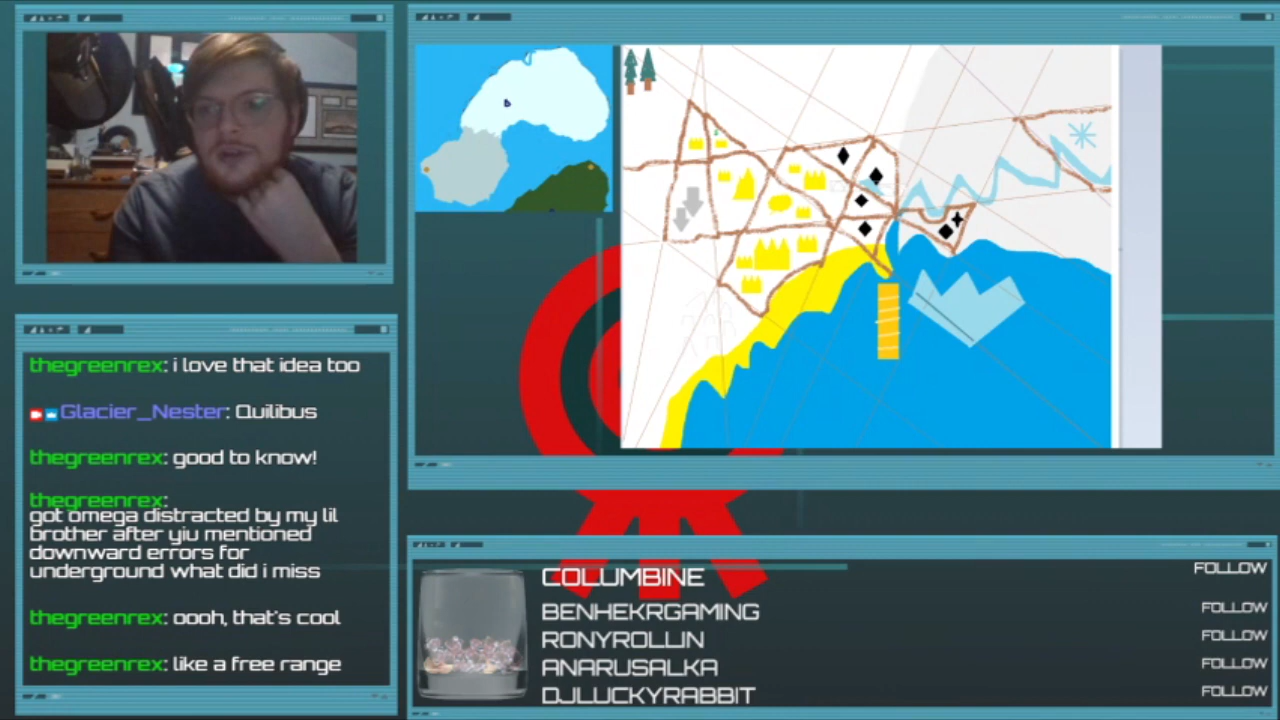 thegreenrex: i love that idea too
Glacier_Nester: Quilibus
thegreenrex: good to know!
thegreenrex:
got omega distracted by my lil
brother after yiu mentioned
downward errors for
underground what did i miss
thegreenrex: oooh, that's cool
thegreenrex: like a free range
COLUMBINE FOLLOW
BENHEKRGAMING FOLLOW
RONYROLLIN FOLLOW
ANARUSALKA FOLLOW
DJLUCKYRABBIT FOLLOW